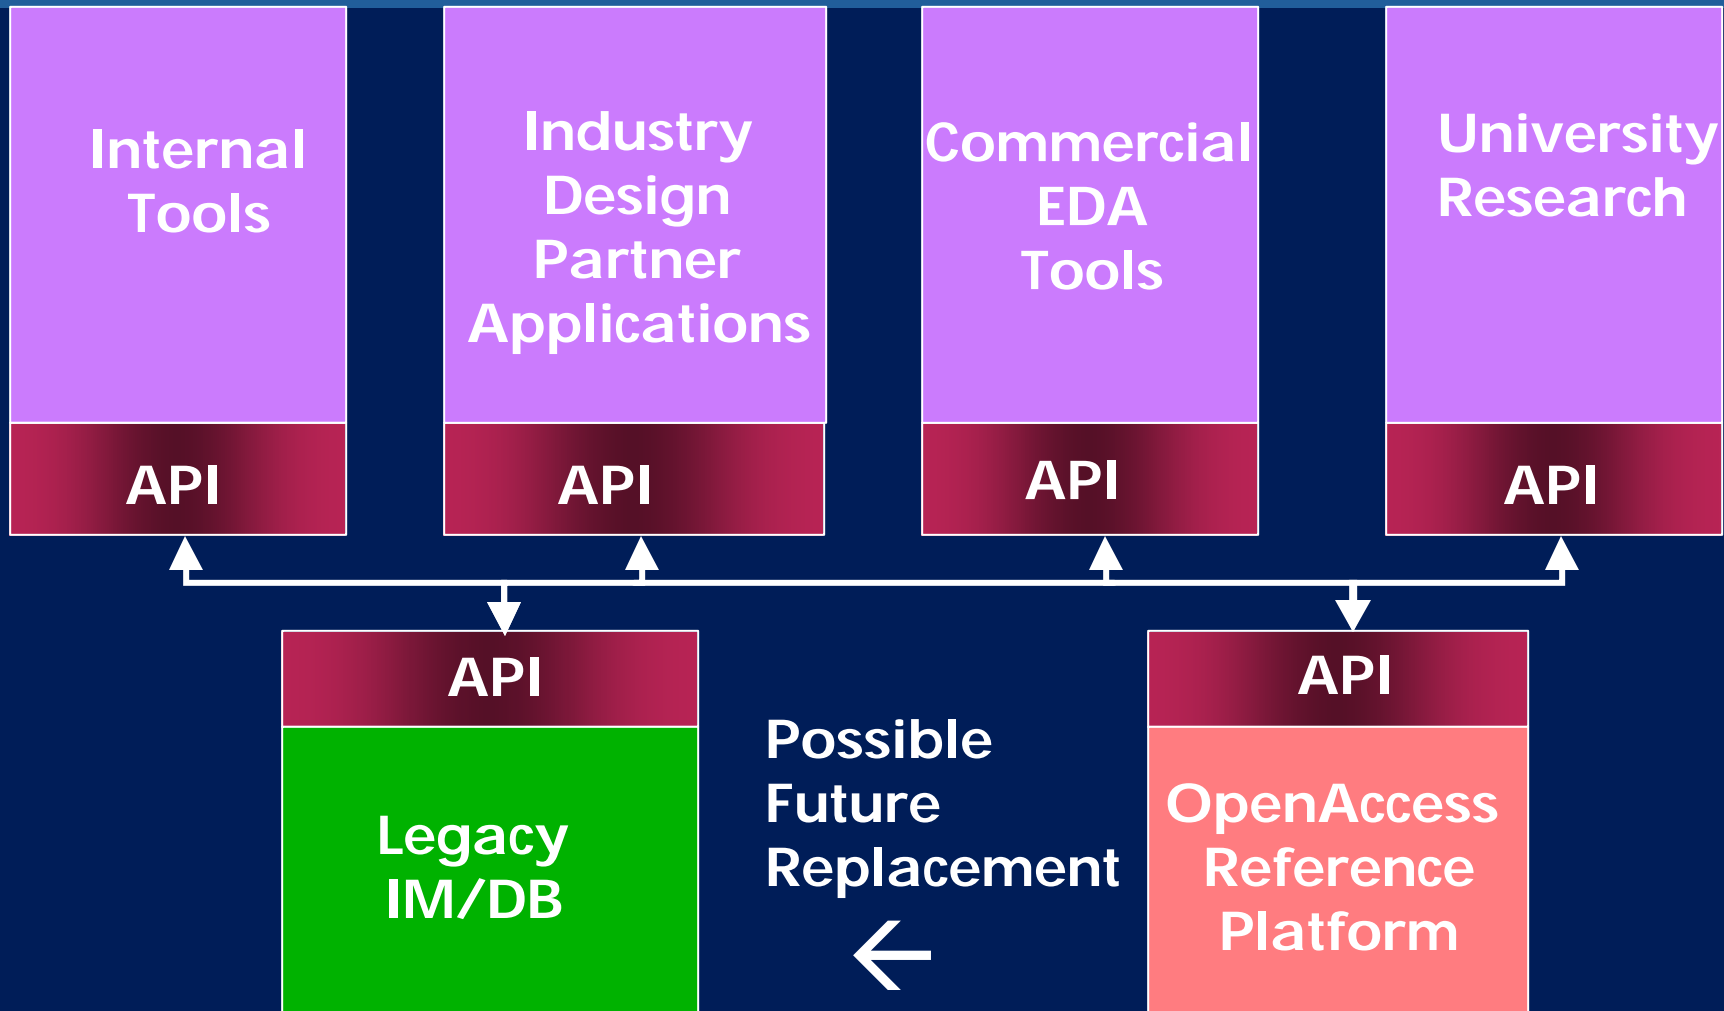 Internal
Tools
Industry
Design
Partner
Applications
Commercial
EDA
Tools
University
Research
API
API
API
API
API
Legacy
IM/DB
Possible
Future
Replacement
←
API
OpenAccess
Reference
Platform